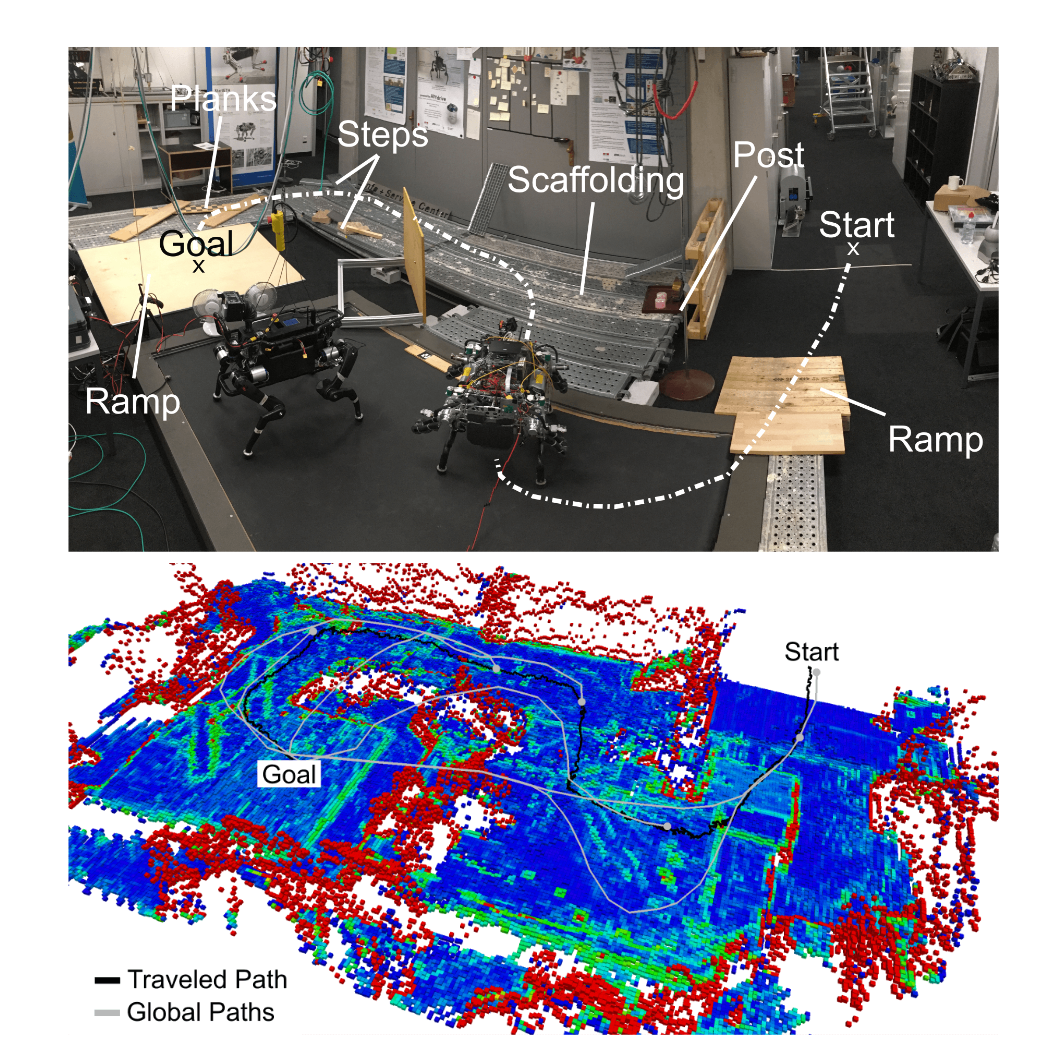 Planks
Steps
Scaffolding
Post
Start
x
Goal
x
Ramp
Ramp
Start
Goal
Traveled Path
Global Paths